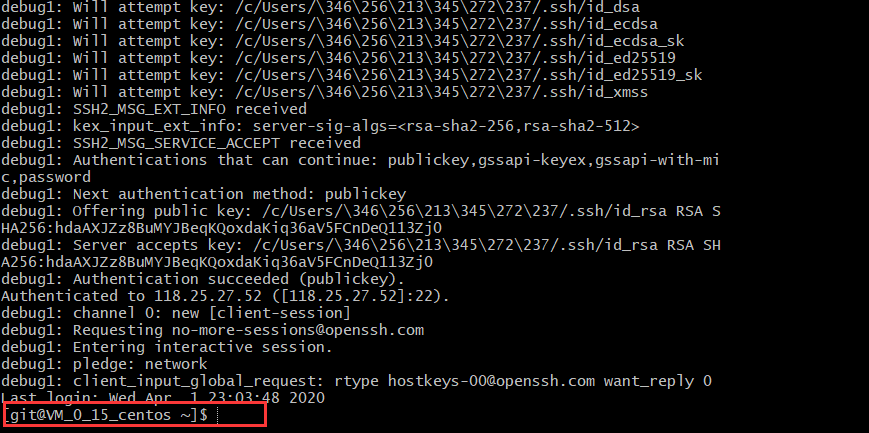 debug1: Will attempt key: /c/Users/\346\256\213\345\272\237/.ssh/id_dsa
debug1: Will attempt key: /c/Users/\346\256\213\345\272\237/.ssh/id_ecdsa
debug1: Will attempt key: /c/Users/\346\256\213\345\272\237/.ssh/id_ecdsa_sk
debug1: Will attempt key: /c/Users/\346\256\213\345\272\237/.ssh/id_ed25519
debug1: Will attempt key: /c/Users/\346\256\213\345\272\237/.ssh/id_ed25519_sk
debug1: Will attempt key: /c/Users/\346\256\213\345\272\237/.ssh/id_xmss
debug1: SSH2_MSG_EXT_INFO received
debug1: kex_input_ext_info: server-sig-algs=<rsa-sha2-256,rsa-sha2-512>
debug1: SSH2_MSG_SERVICE_ACCEPT received
debug1: Authentications that can continue: publickey,gssapi-keyex,gssapi-with-mi
c,password
debug1: Next authentication method: publickey
debug1: Offering public key: /c/Users/\346\256\213\345\272\237/.ssh/id_rsa RSA S
HA256:hdaAXJZz8BuMYJBeqKQoxdaKiq36aV5FCnDeQ113ZjO
debug1: Server accepts key: /c/Users/\346\256\213\345\272\237/.ssh/id_rsa RSA SH
A256:hdaAXJZz8BuMYJBeqKQoxdaKiq36aV5FCnDeQ113ZjO
debug1: Authentication succeeded (publickey).
Authenticated to 118.25.27.52 ([118.25.27.52]:22).
debug1: channel 0: new [client-session]
debug1: Requesting no-more-sessions@openssh.com
debug1: Entering interactive session.
debug1: pledge: network
debug1: client_input_global_request: rtype hostkeys-00@openssh.com want_reply 0
Last login: Wed Apr  1 23:03:48 2020
[git@VM_0_15_centos ~]$